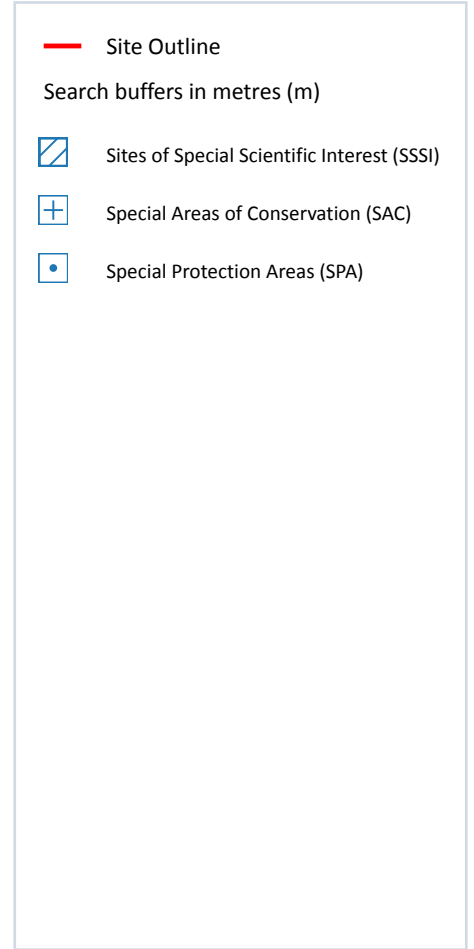 Site Outline
Search buffers in metres (m)
Sites of Special Scientific Interest (SSSI)
Special Areas of Conservation (SAC)
Special Protection Areas (SPA)